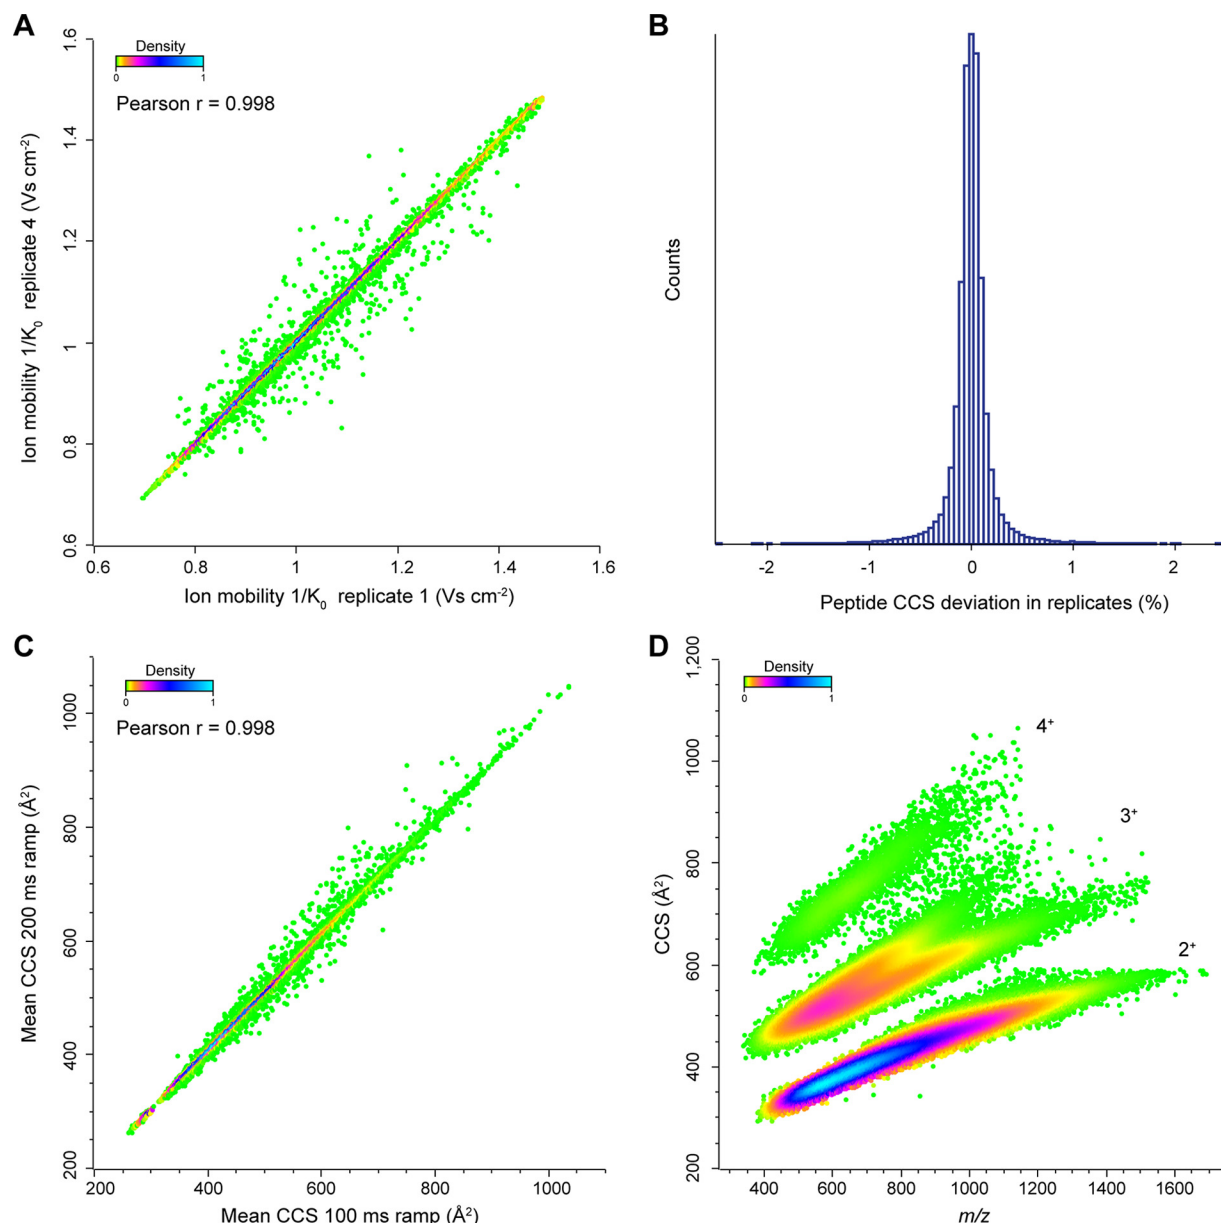 A
Density
0 1
Pearson r = 0.998
1.6
1.4
1.2
1
0.8
0.6
Ion mobility 1/K₀ replicate 4 (Vs cm⁻²)
0.6 0.8 1 1.2 1.4 1.6
Ion mobility 1/K₀ replicate 1 (Vs cm⁻²)
B
Counts
-2 -1 0 1 2
Peptide CCS deviation in replicates (%)
C
Density
0 1
Pearson r = 0.998
1000
800
600
400
200
Mean CCS 200 ms ramp (Å²)
200 400 600 800 1000
Mean CCS 100 ms ramp (Å²)
D
Density
0 1
1,200
1000
800
600
400
200
CCS (Å²)
4⁺
3⁺
2⁺
400 600 800 1000 1200 1400 1600
m/z